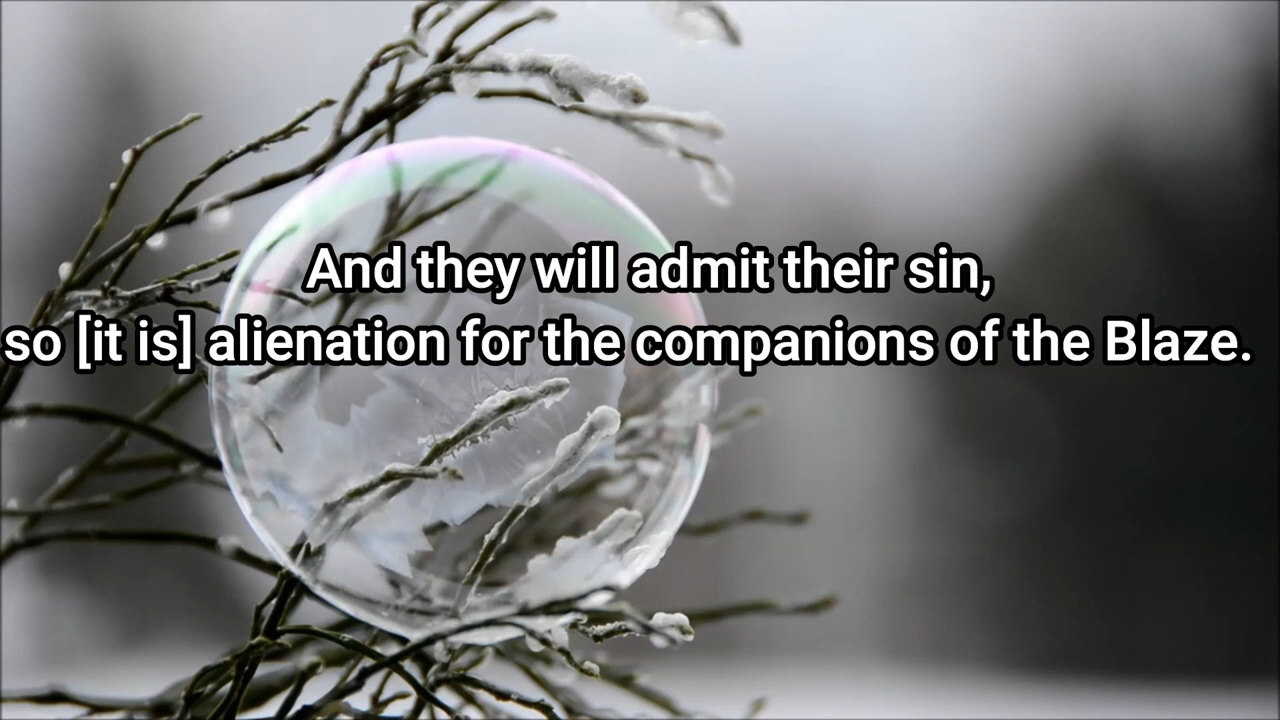 And they will admit their sin,
so [it is] alienation for the companions of the Blaze.